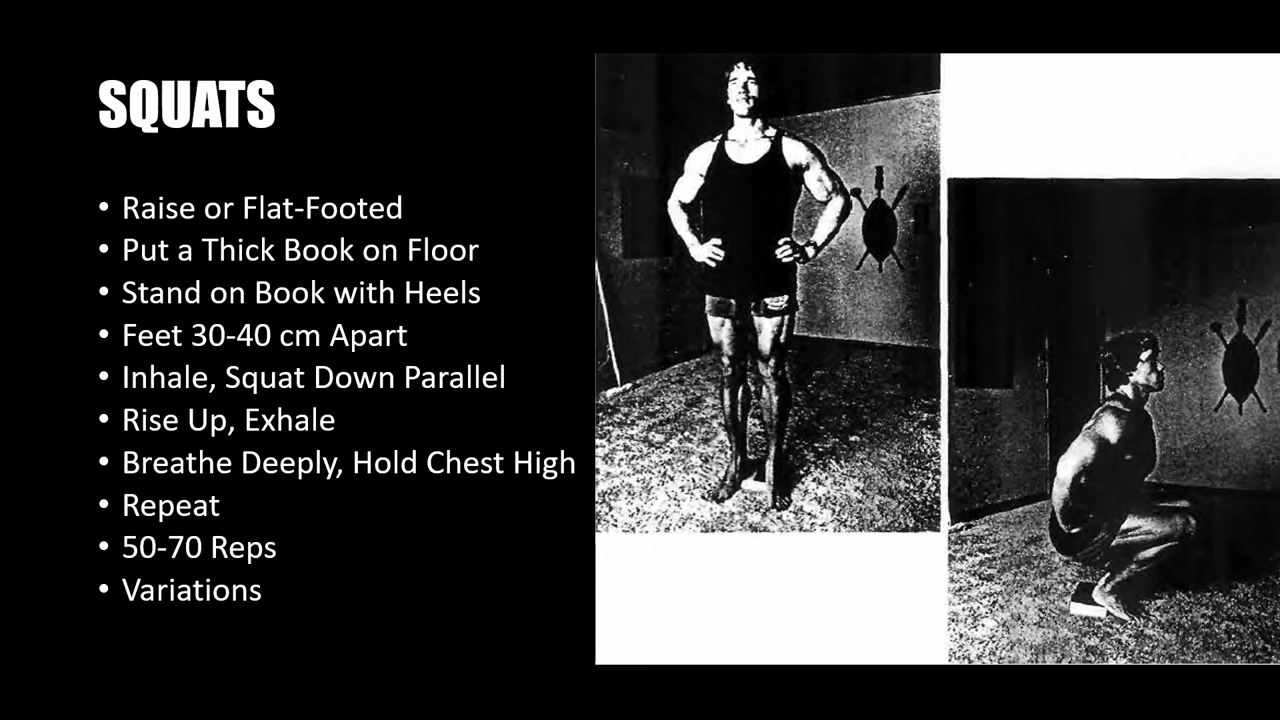 SQUATS
• Raise or Flat-Footed
• Put a Thick Book on Floor
• Stand on Book with Heels
• Feet 30-40 cm Apart
• Inhale, Squat Down Parallel
• Rise Up, Exhale
• Breathe Deeply, Hold Chest High
• Repeat
• 50-70 Reps
• Variations